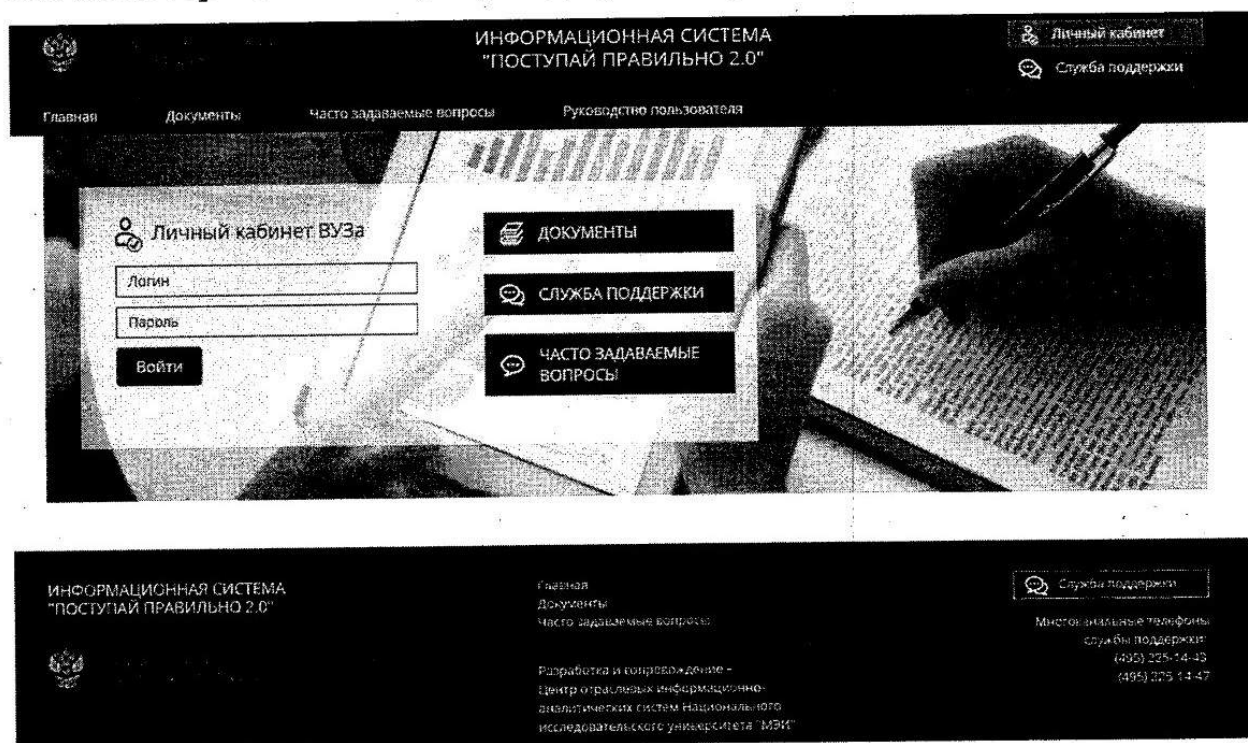 ИНФОРМАЦИОННАЯ СИСТЕМА
"ПОСТУПАЙ ПРАВИЛЬНО 2.0"
Личный кабинет
Служба поддержки
Главная
Документы
Часто задаваемые вопросы
Руководство пользователя
Личный кабинет ВУЗа
Логин
Пароль
Войти
ДОКУМЕНТЫ
СЛУЖБА ПОДДЕРЖКИ
ЧАСТО ЗАДАВАЕМЫЕ
ВОПРОСЫ
ИНФОРМАЦИОННАЯ СИСТЕМА
"ПОСТУПАЙ ПРАВИЛЬНО 2.0"
Главная
Документы
Часто задаваемые вопросы
Разработка и сопровождение –
Центр отраслевых информационно-
аналитических систем Национального
исследовательского университета "МЭИ"
Служба поддержки
Многоканальные телефоны
службы поддержки:
(495) 225-14-43
(495) 225-14-47